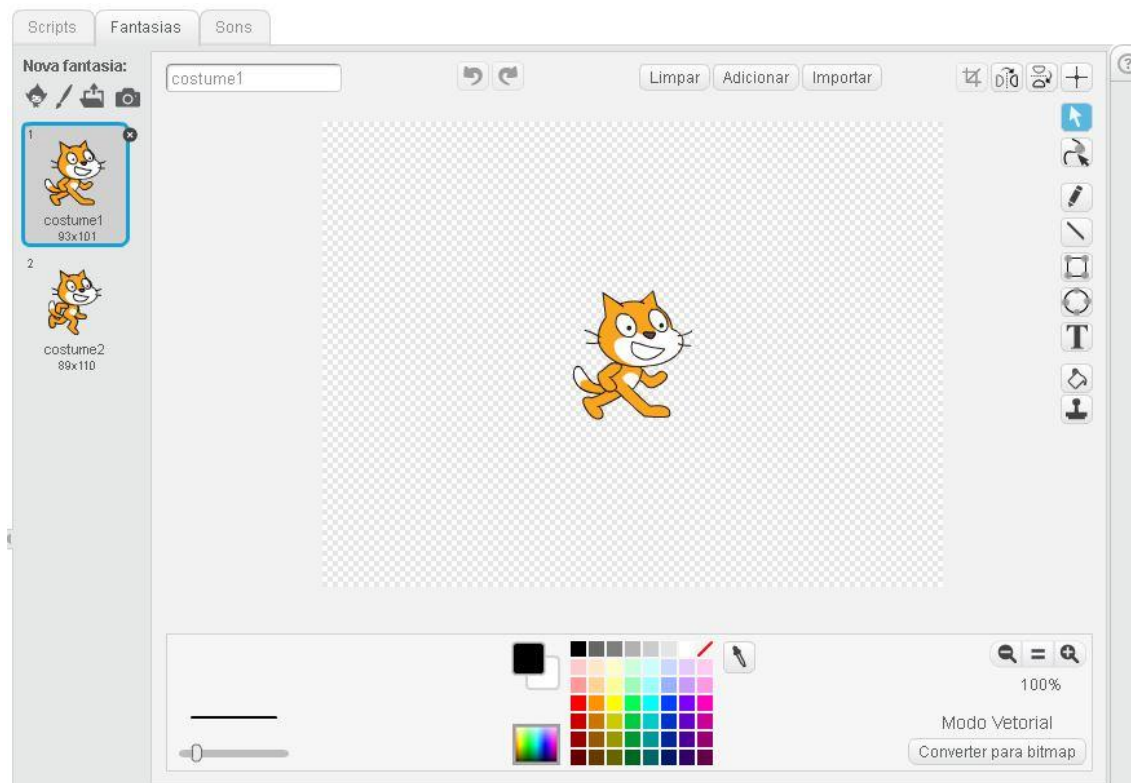 Scripts Fantasias Sons
Nova fantasia:
costume1 Limpar Adicionar Importar
1
costume1
93x101
2
costume2
89x110
T
100%
Modo Vetorial
Converter para bitmap